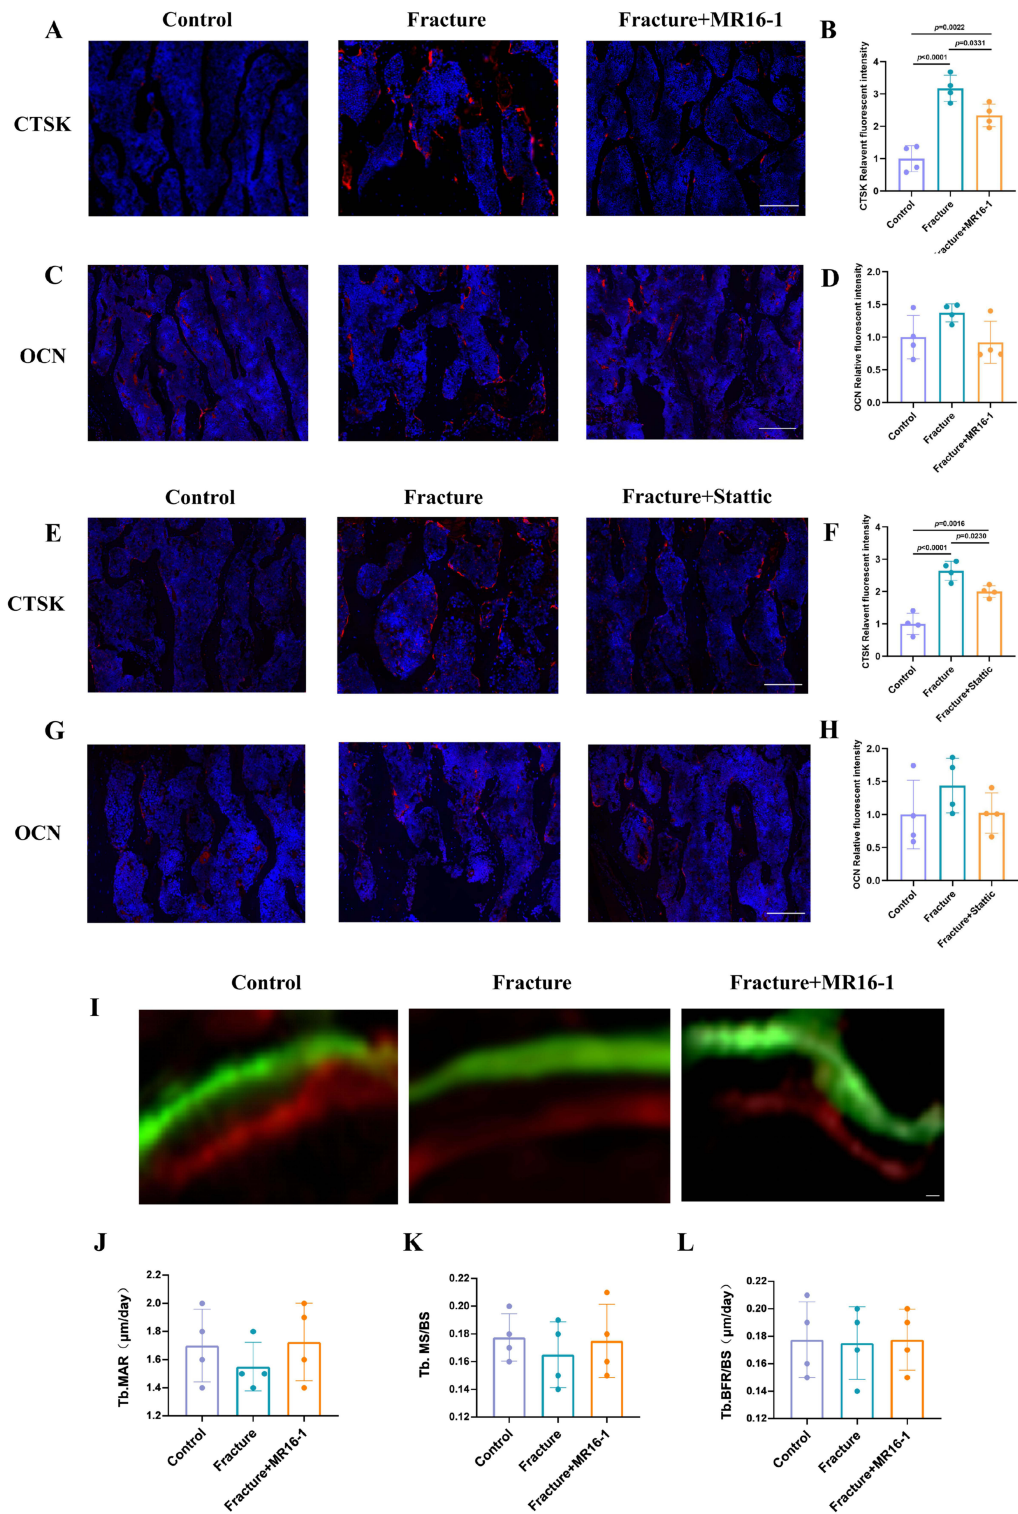 A
Control
Fracture
Fracture+MR16-1
B
CTSK
CTSK Relavent fluorescent intensity
p=0.0022
p=0.0331
p<0.0001
4
3
2
1
0
Control
Fracture
Fracture+MR16-1
C
D
OCN
OCN Relative fluorescent intensity
2.0
1.5
1.0
0.5
0.0
Control
Fracture
Fracture+MR16-1
E
Control
Fracture
Fracture+Stattic
F
CTSK
CTSK Relavent fluorescent intensity
p=0.0016
p=0.0230
p<0.0001
4
3
2
1
0
Control
Fracture
Fracture+Stattic
G
H
OCN
OCN Relative fluorescent intensity
2.0
1.5
1.0
0.5
0.0
Control
Fracture
Fracture+Stattic
I
Control
Fracture
Fracture+MR16-1
J
Tb.MAR（μm/day）
2.2
2.0
1.8
1.6
1.4
1.2
Control
Fracture
Fracture+MR16-1
K
Tb. MS/BS
0.22
0.20
0.18
0.16
0.14
0.12
Control
Fracture
Fracture+MR16-1
L
Tb.BFR/BS（μm/day）
0.22
0.20
0.18
0.16
0.14
0.12
Control
Fracture
Fracture+MR16-1